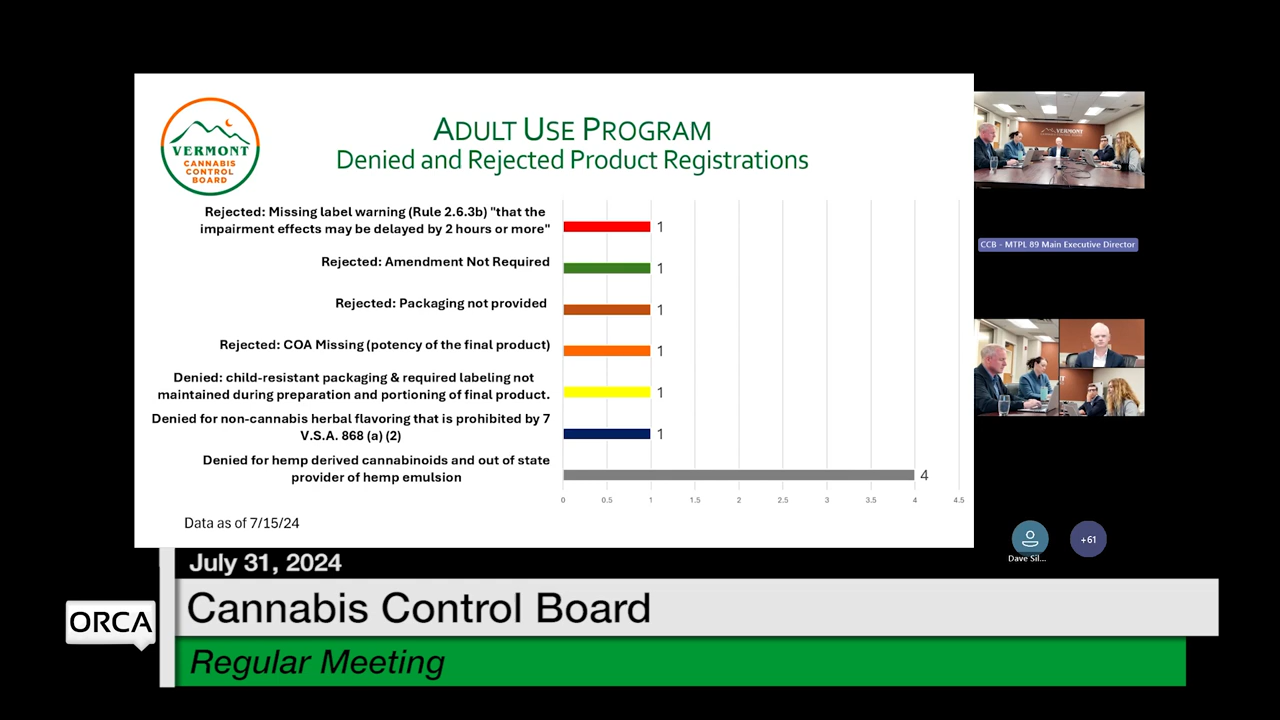 VERMONT
CANNABIS
CONTROL
BOARD
ADULT USE PROGRAM
Denied and Rejected Product Registrations
Rejected: Missing label warning (Rule 2.6.3b) "that the
impairment effects may be delayed by 2 hours or more"
1
Rejected: Amendment Not Required
1
Rejected: Packaging not provided
1
Rejected: COA Missing (potency of the final product)
1
Denied: child-resistant packaging & required labeling not
maintained during preparation and portioning of final product.
1
Denied for non-cannabis herbal flavoring that is prohibited by 7
V.S.A. 868 (a) (2)
1
Denied for hemp derived cannabinoids and out of state
provider of hemp emulsion
4
0 0.5 1 1.5 2 2.5 3 3.5 4 4.5
Data as of 7/15/24
VERMONT
CCB - MTPL 89 Main Executive Director
Dave Sil...
+61
July 31, 2024
ORCA
Cannabis Control Board
Regular Meeting